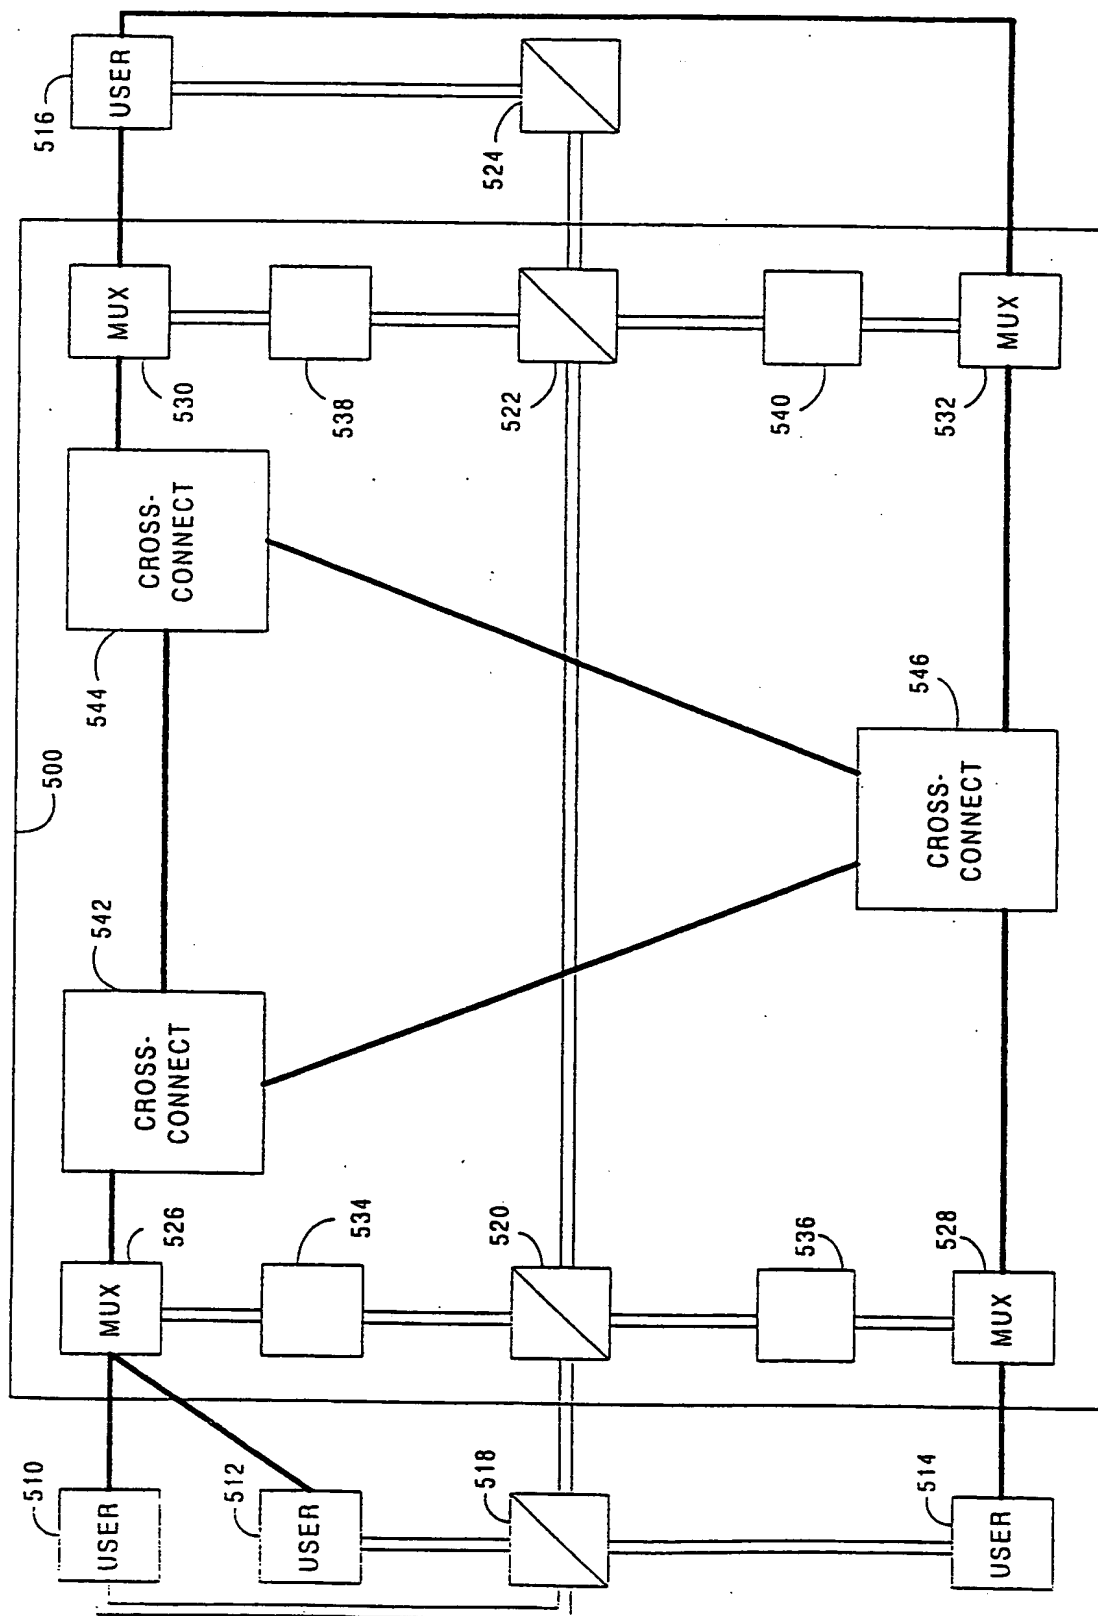 510
USER
512
USER
518
514
USER
526
MUX
534
520
536
528
MUX
542
CROSS-
CONNECT
500
544
CROSS-
CONNECT
546
CROSS-
CONNECT
530
MUX
538
522
540
532
MUX
516
USER
524